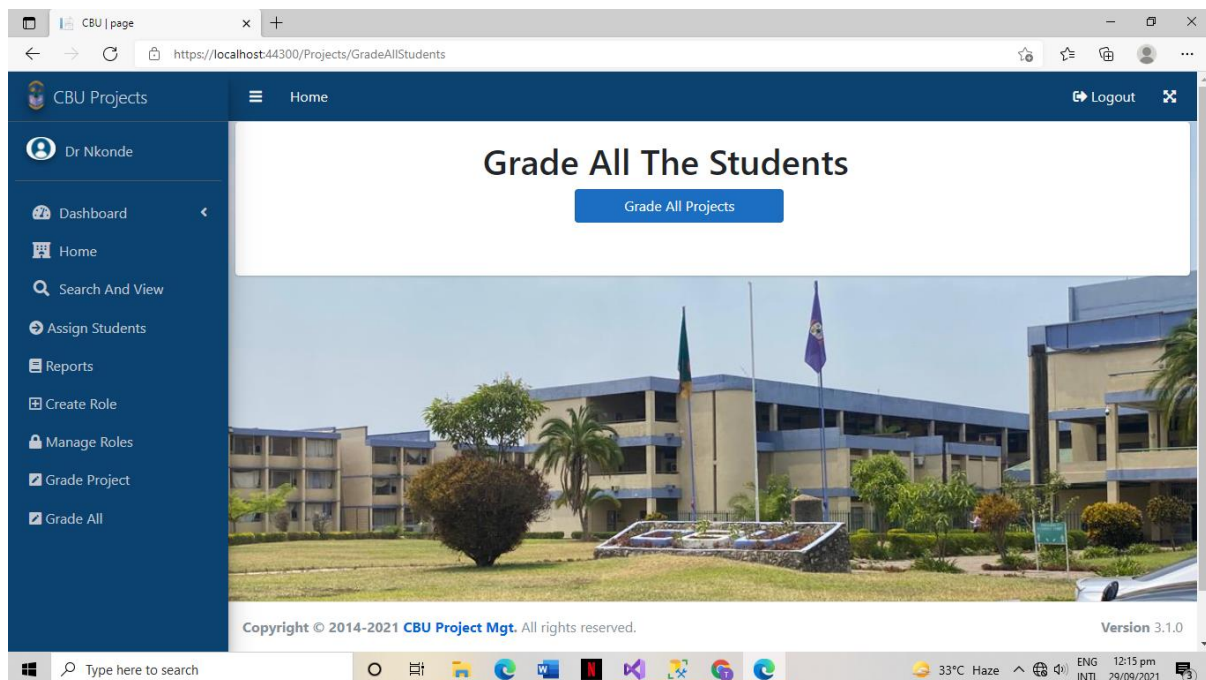 CBU | page
https://localhost:44300/Projects/GradeAllStudents
CBU Projects
Home
Logout
Dr Nkonde
Dashboard
Home
Search And View
Assign Students
Reports
Create Role
Manage Roles
Grade Project
Grade All
Grade All The Students
Grade All Projects
CBU
Copyright © 2014-2021 CBU Project Mgt. All rights reserved.
Version 3.1.0
Type here to search
33°C Haze
ENG
INTL
12:15 pm
29/09/2021
3